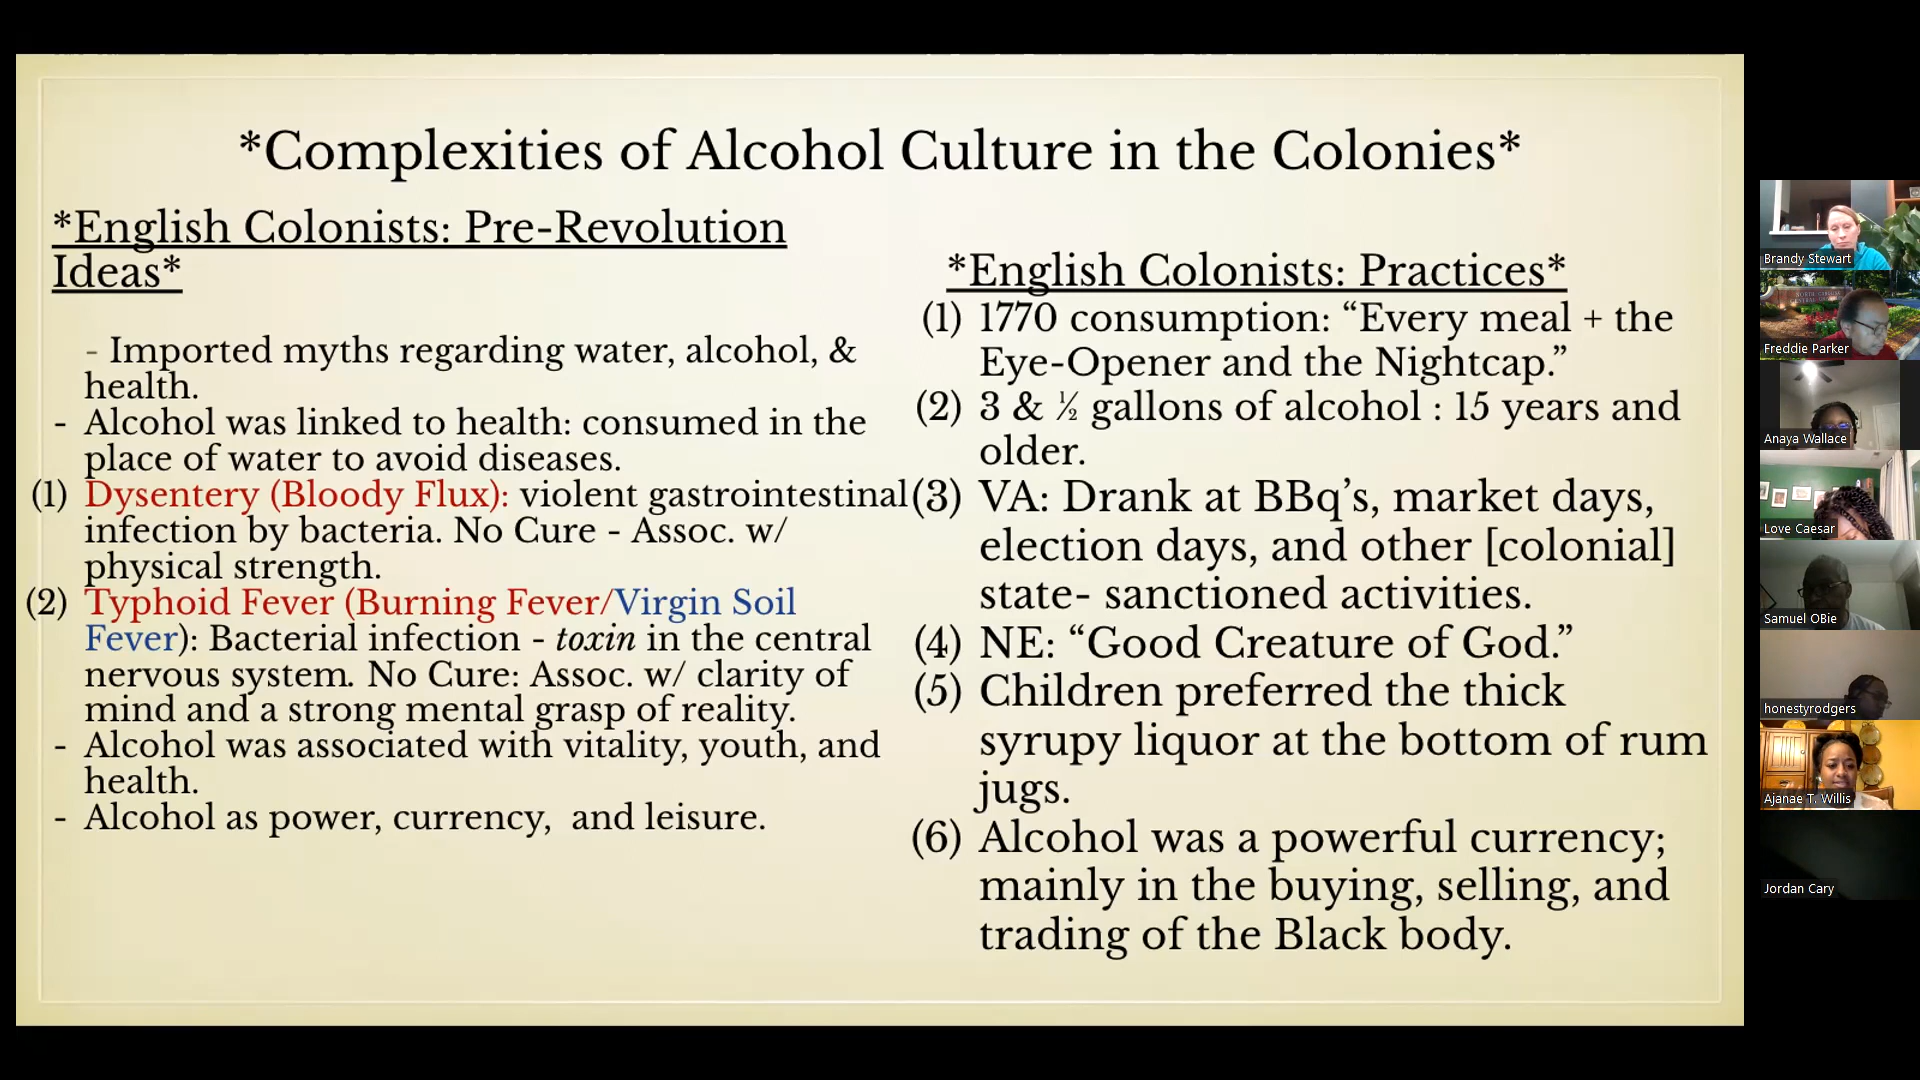 *Complexities of Alcohol Culture in the Colonies*
*English Colonists: Pre-Revolution
Ideas*
- Imported myths regarding water, alcohol, &
health.
- Alcohol was linked to health: consumed in the
place of water to avoid diseases.
(1) Dysentery (Bloody Flux): violent gastrointestinal
infection by bacteria. No Cure - Assoc. w/
physical strength.
(2) Typhoid Fever (Burning Fever/Virgin Soil
Fever): Bacterial infection - toxin in the central
nervous system. No Cure: Assoc. w/ clarity of
mind and a strong mental grasp of reality.
- Alcohol was associated with vitality, youth, and
health.
- Alcohol as power, currency,  and leisure.
*English Colonists: Practices*
(1) 1770 consumption: “Every meal + the
Eye-Opener and the Nightcap.”
(2) 3 & ½ gallons of alcohol : 15 years and
older.
(3) VA: Drank at BBq’s, market days,
election days, and other [colonial]
state- sanctioned activities.
(4) NE: “Good Creature of God.”
(5) Children preferred the thick
syrupy liquor at the bottom of rum
jugs.
(6) Alcohol was a powerful currency;
mainly in the buying, selling, and
trading of the Black body.
Brandy Stewart
Freddie Parker
Anaya Wallace
Love Caesar
Samuel OBie
honestyrodgers
Ajanae T. Willis
Jordan Cary